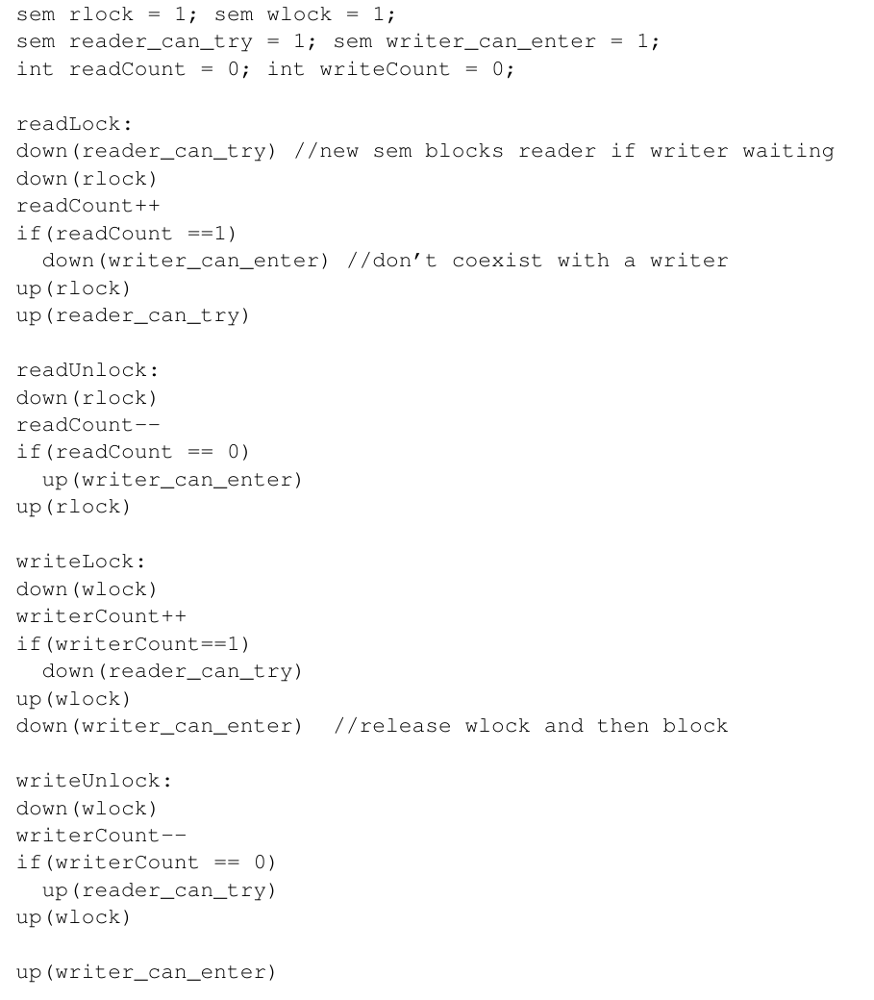 sem rlock = 1; sem wlock = 1;
sem reader_can_try = 1; sem writer_can_enter = 1;
int readCount = 0; int writeCount = 0;
readLock:
down(reader_can_try) //new sem blocks reader if writer waiting
down(rlock)
readCount++
if(readCount ==1)
down(writer_can_enter) //don't coexist with a writer
up(rlock)
up(reader_can_try)
readUnlock:
down(rlock)
readCount--
if(readCount == 0)
up(writer_can_enter)
up(rlock)
writeLock:
down(wlock)
writerCount++
if(writerCount==1)
down(reader_can_try)
up(wlock)
down(writer_can_enter)  //release wlock and then block
writeUnlock:
down(wlock)
writerCount--
if(writerCount == 0)
up(reader_can_try)
up(wlock)
up(writer_can_enter)